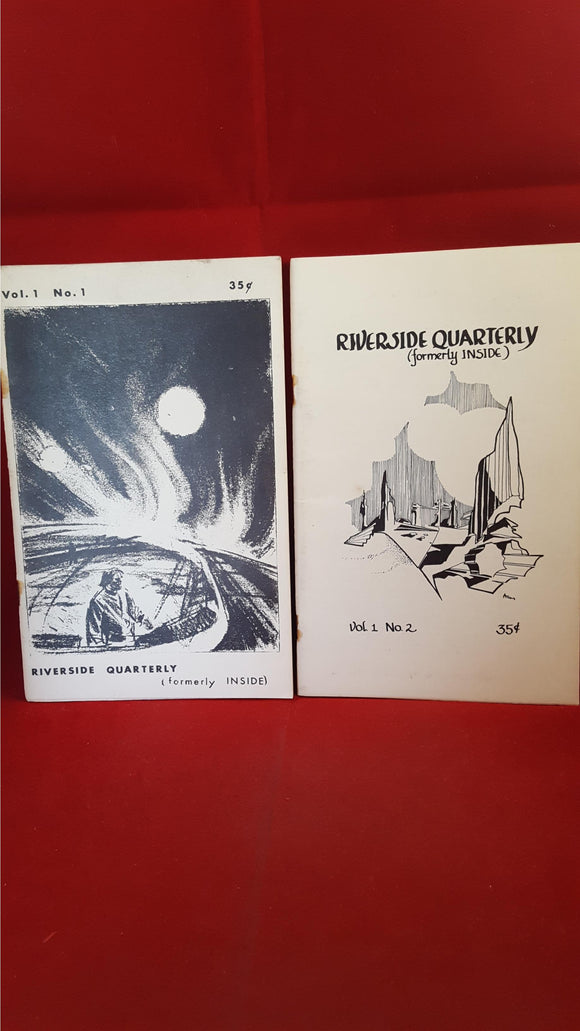 Vol. 1 No. 1 35¢
RIVERSIDE QUARTERLY
(formerly INSIDE)
RIVERSIDE QUARTERLY
(formerly INSIDE)
Vol. 1 No. 2 35¢